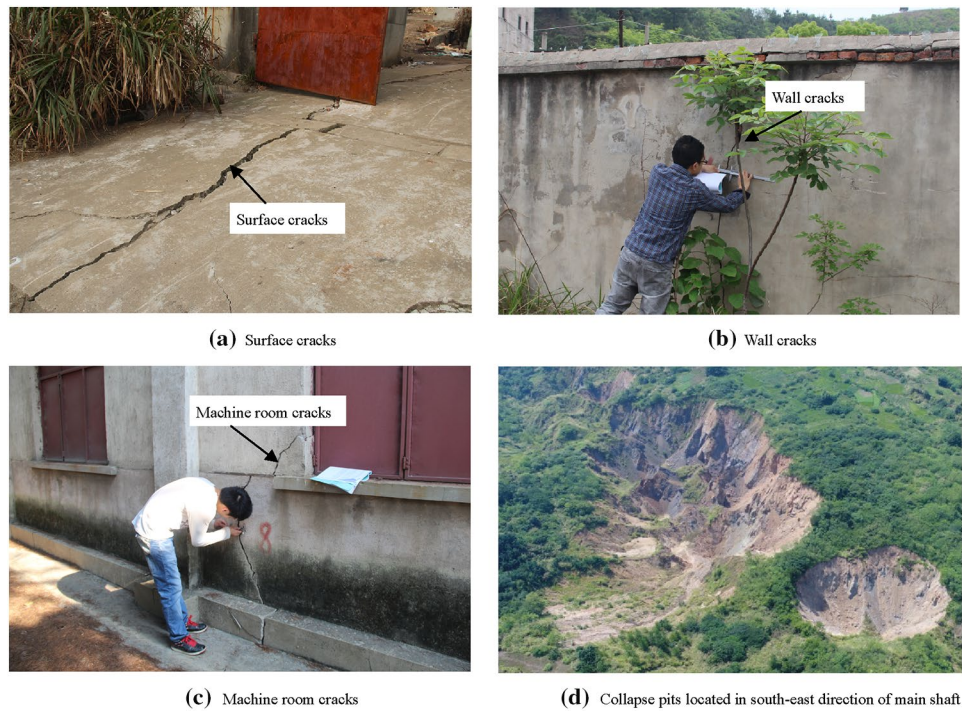 Surface cracks
Wall cracks
(a) Surface cracks
(b) Wall cracks
Machine room cracks
8
(c) Machine room cracks
(d) Collapse pits located in south-east direction of main shaft